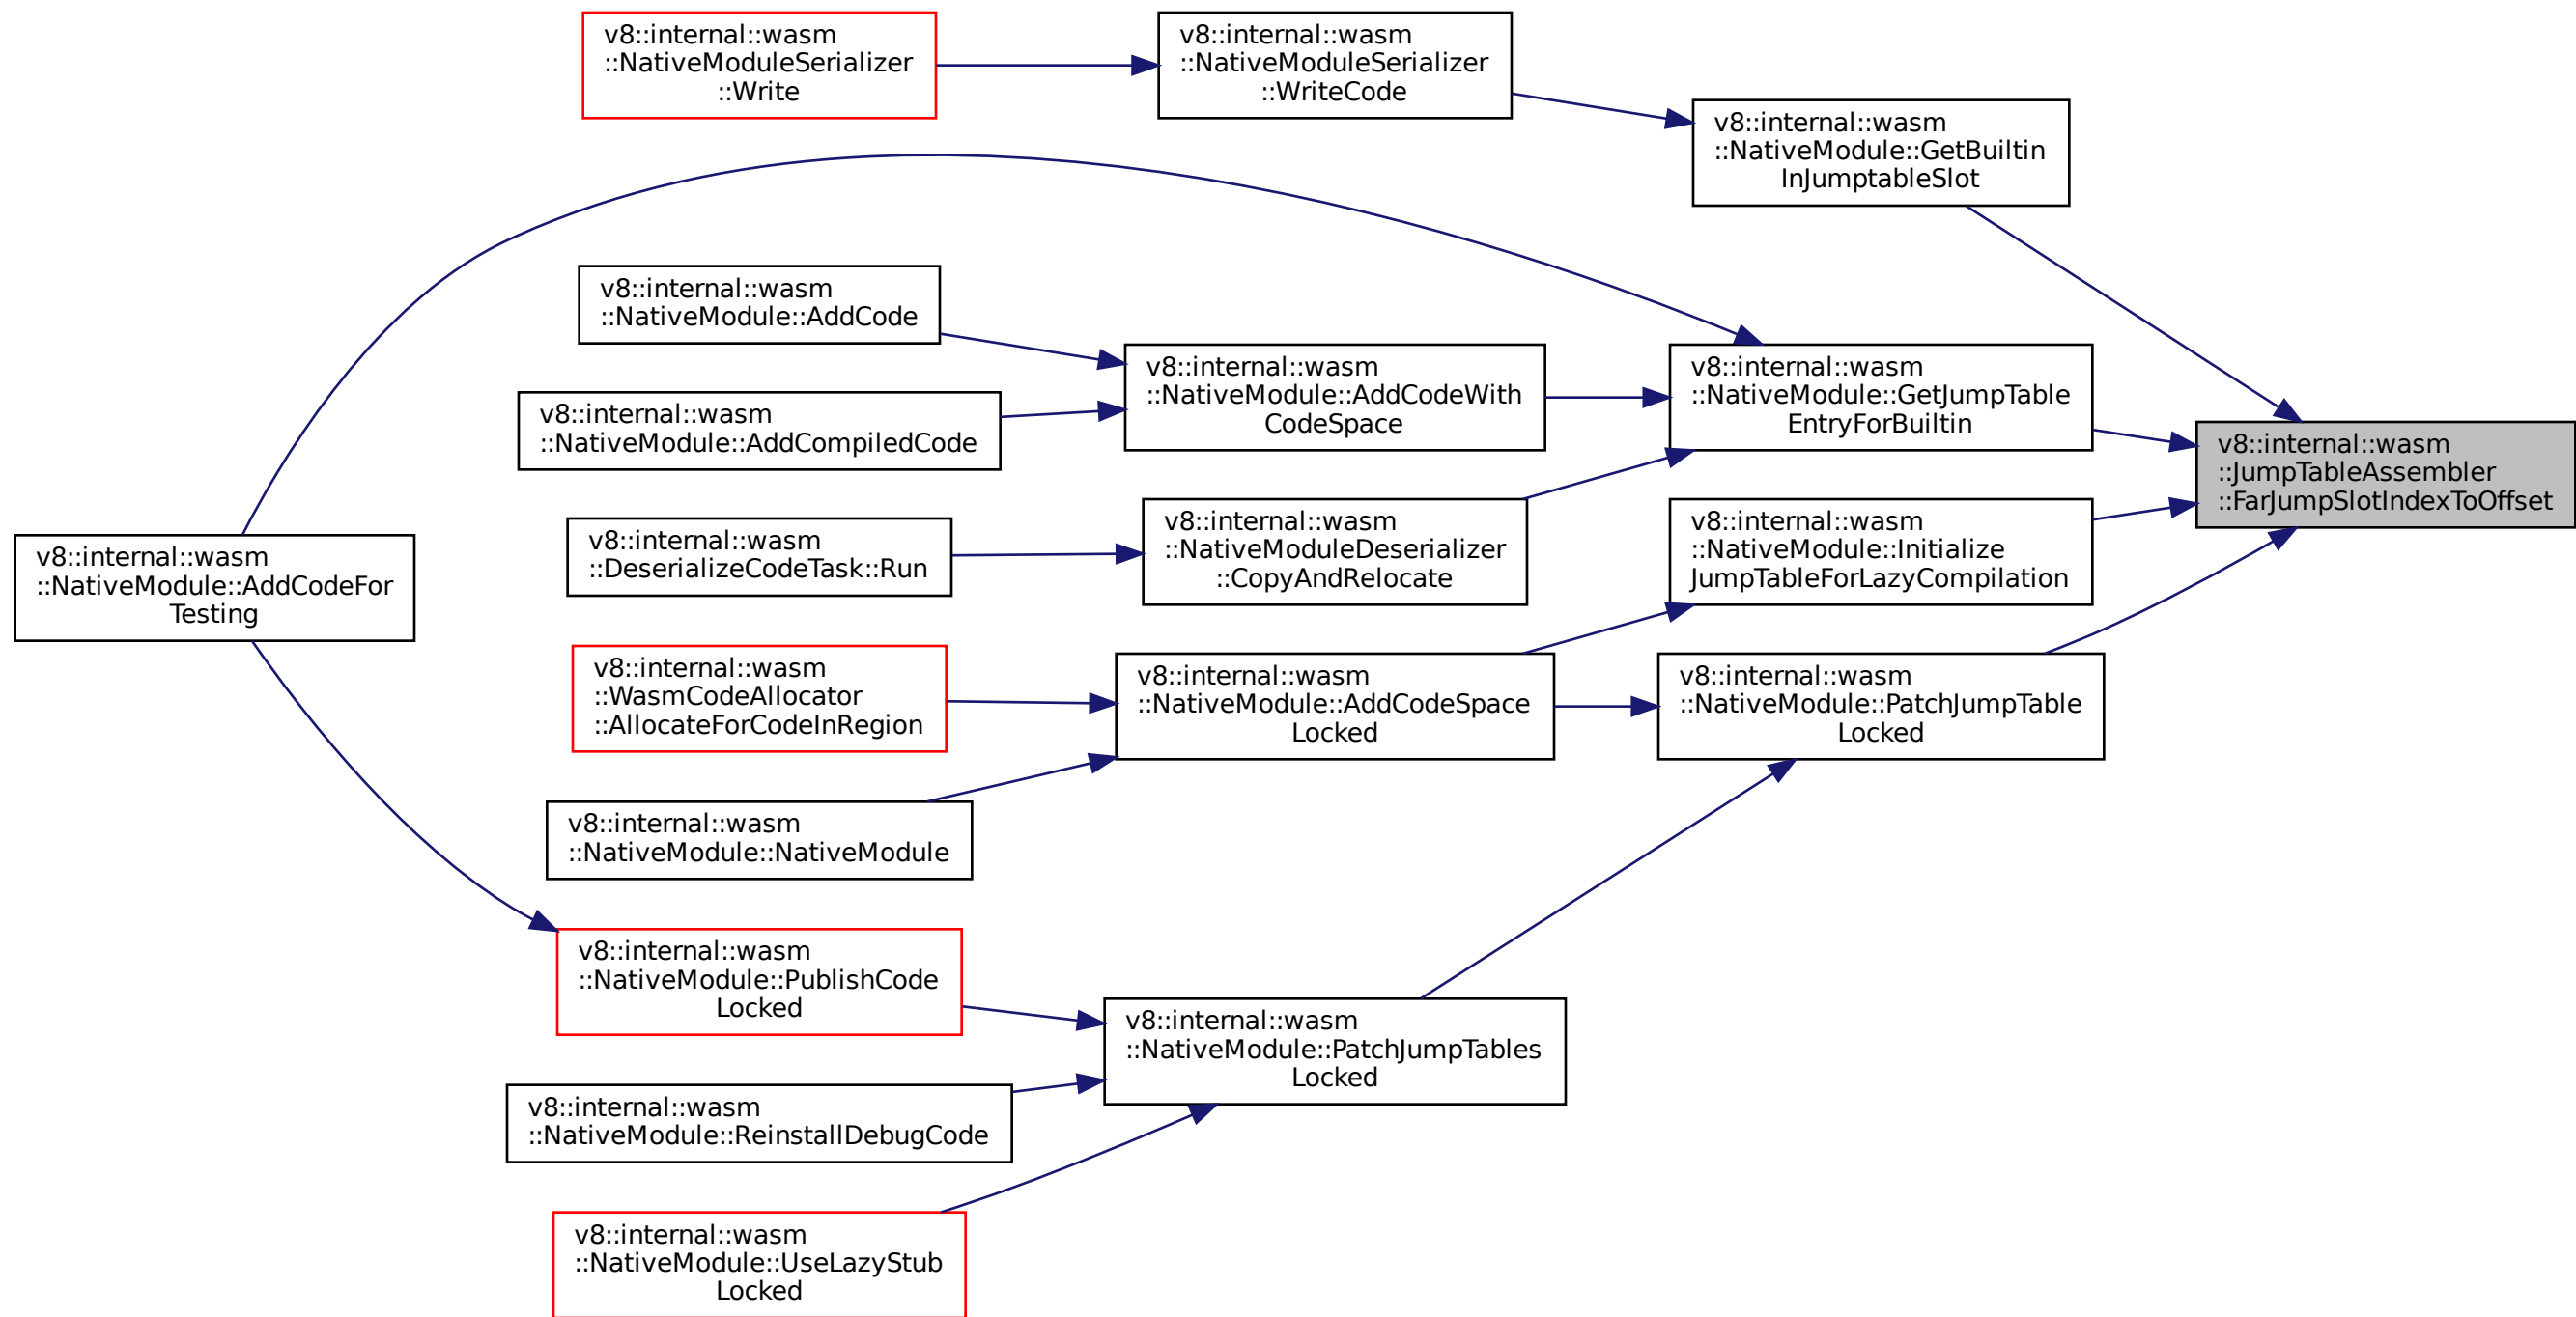 v8::internal::wasm
::NativeModuleSerializer
::Write
v8::internal::wasm
::NativeModuleSerializer
::WriteCode
v8::internal::wasm
::NativeModule::GetBuiltin
InJumptableSlot
v8::internal::wasm
::NativeModule::AddCode
v8::internal::wasm
::NativeModule::AddCodeWith
CodeSpace
v8::internal::wasm
::NativeModule::GetJumpTable
EntryForBuiltin
v8::internal::wasm
::NativeModule::AddCompiledCode
v8::internal::wasm
::JumpTableAssembler
::FarJumpSlotIndexToOffset
v8::internal::wasm
::NativeModuleDeserializer
::CopyAndRelocate
v8::internal::wasm
::NativeModule::Initialize
JumpTableForLazyCompilation
v8::internal::wasm
::DeserializeCodeTask::Run
v8::internal::wasm
::NativeModule::AddCodeFor
Testing
v8::internal::wasm
::WasmCodeAllocator
::AllocateForCodeInRegion
v8::internal::wasm
::NativeModule::AddCodeSpace
Locked
v8::internal::wasm
::NativeModule::PatchJumpTable
Locked
v8::internal::wasm
::NativeModule::NativeModule
v8::internal::wasm
::NativeModule::PublishCode
Locked
v8::internal::wasm
::NativeModule::PatchJumpTables
Locked
v8::internal::wasm
::NativeModule::ReinstallDebugCode
v8::internal::wasm
::NativeModule::UseLazyStub
Locked